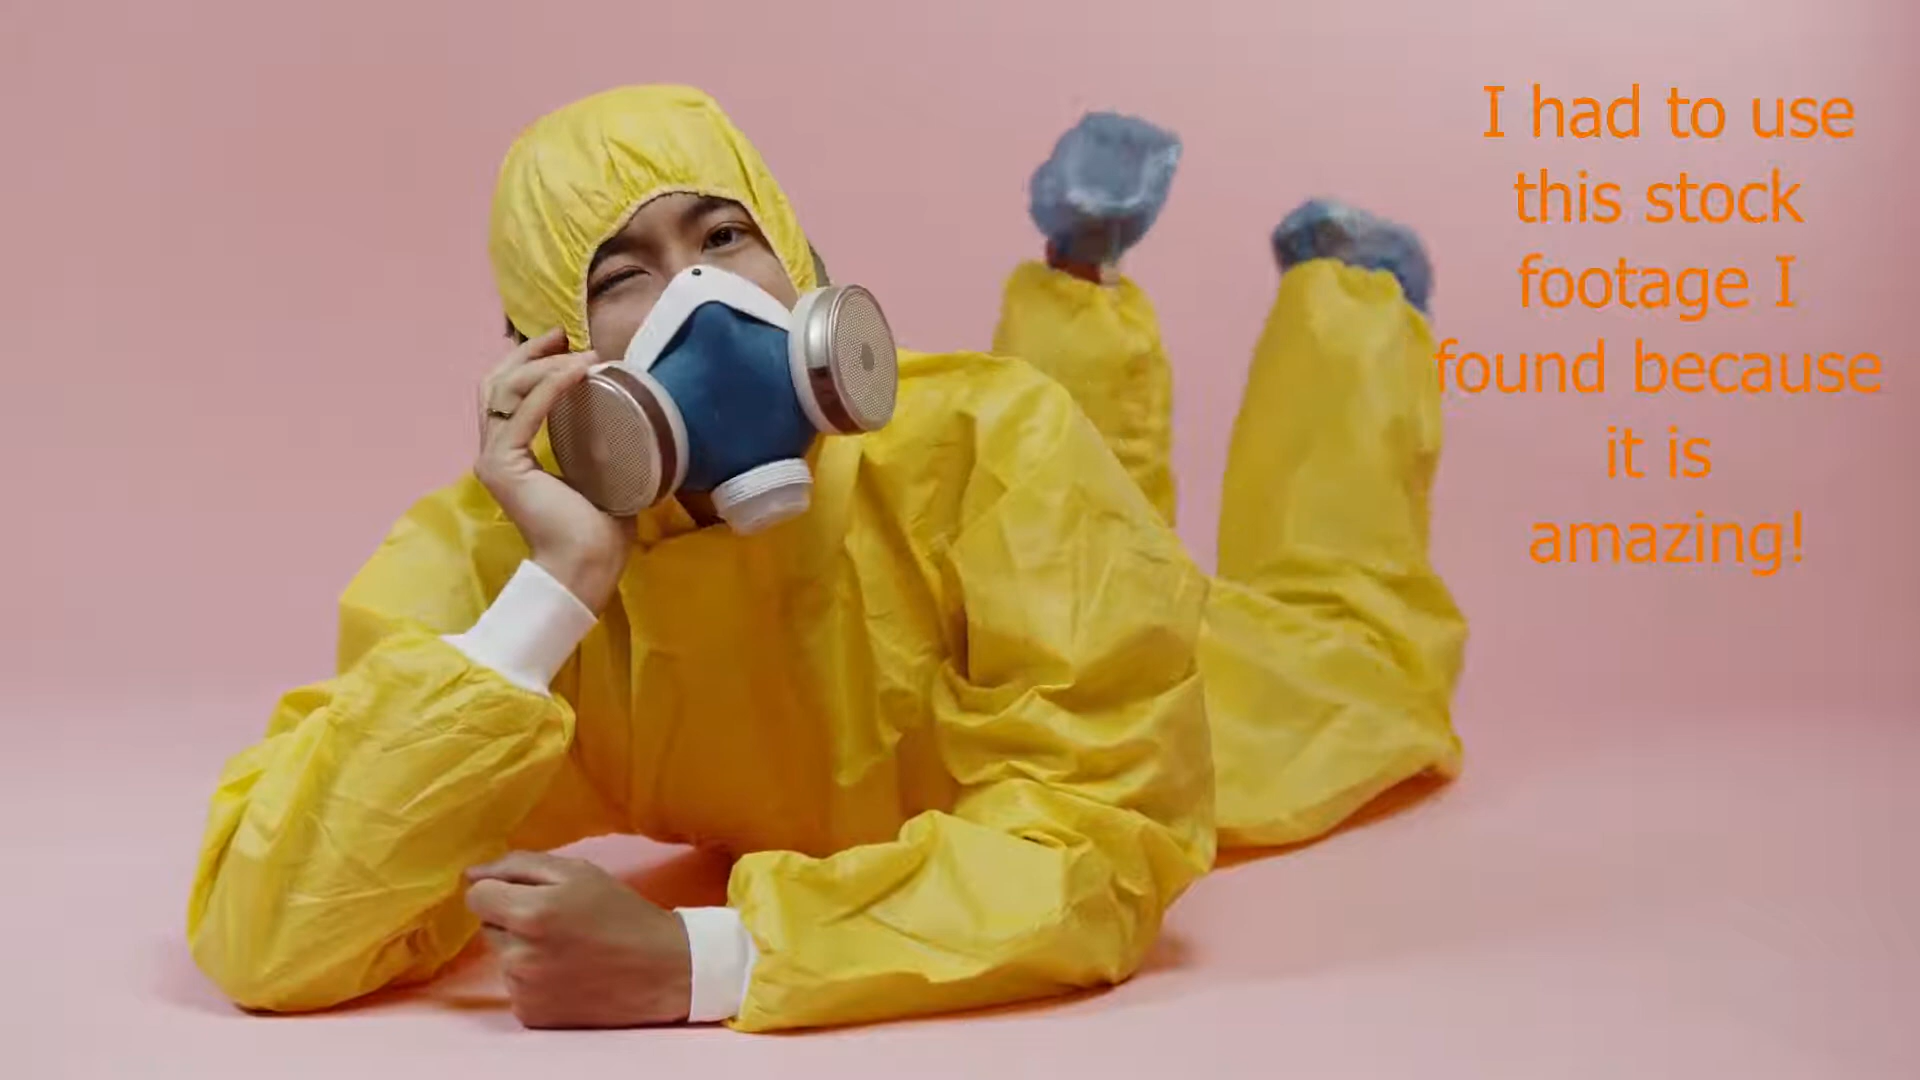 I had to use
this stock
footage I
found because
it is
amazing!